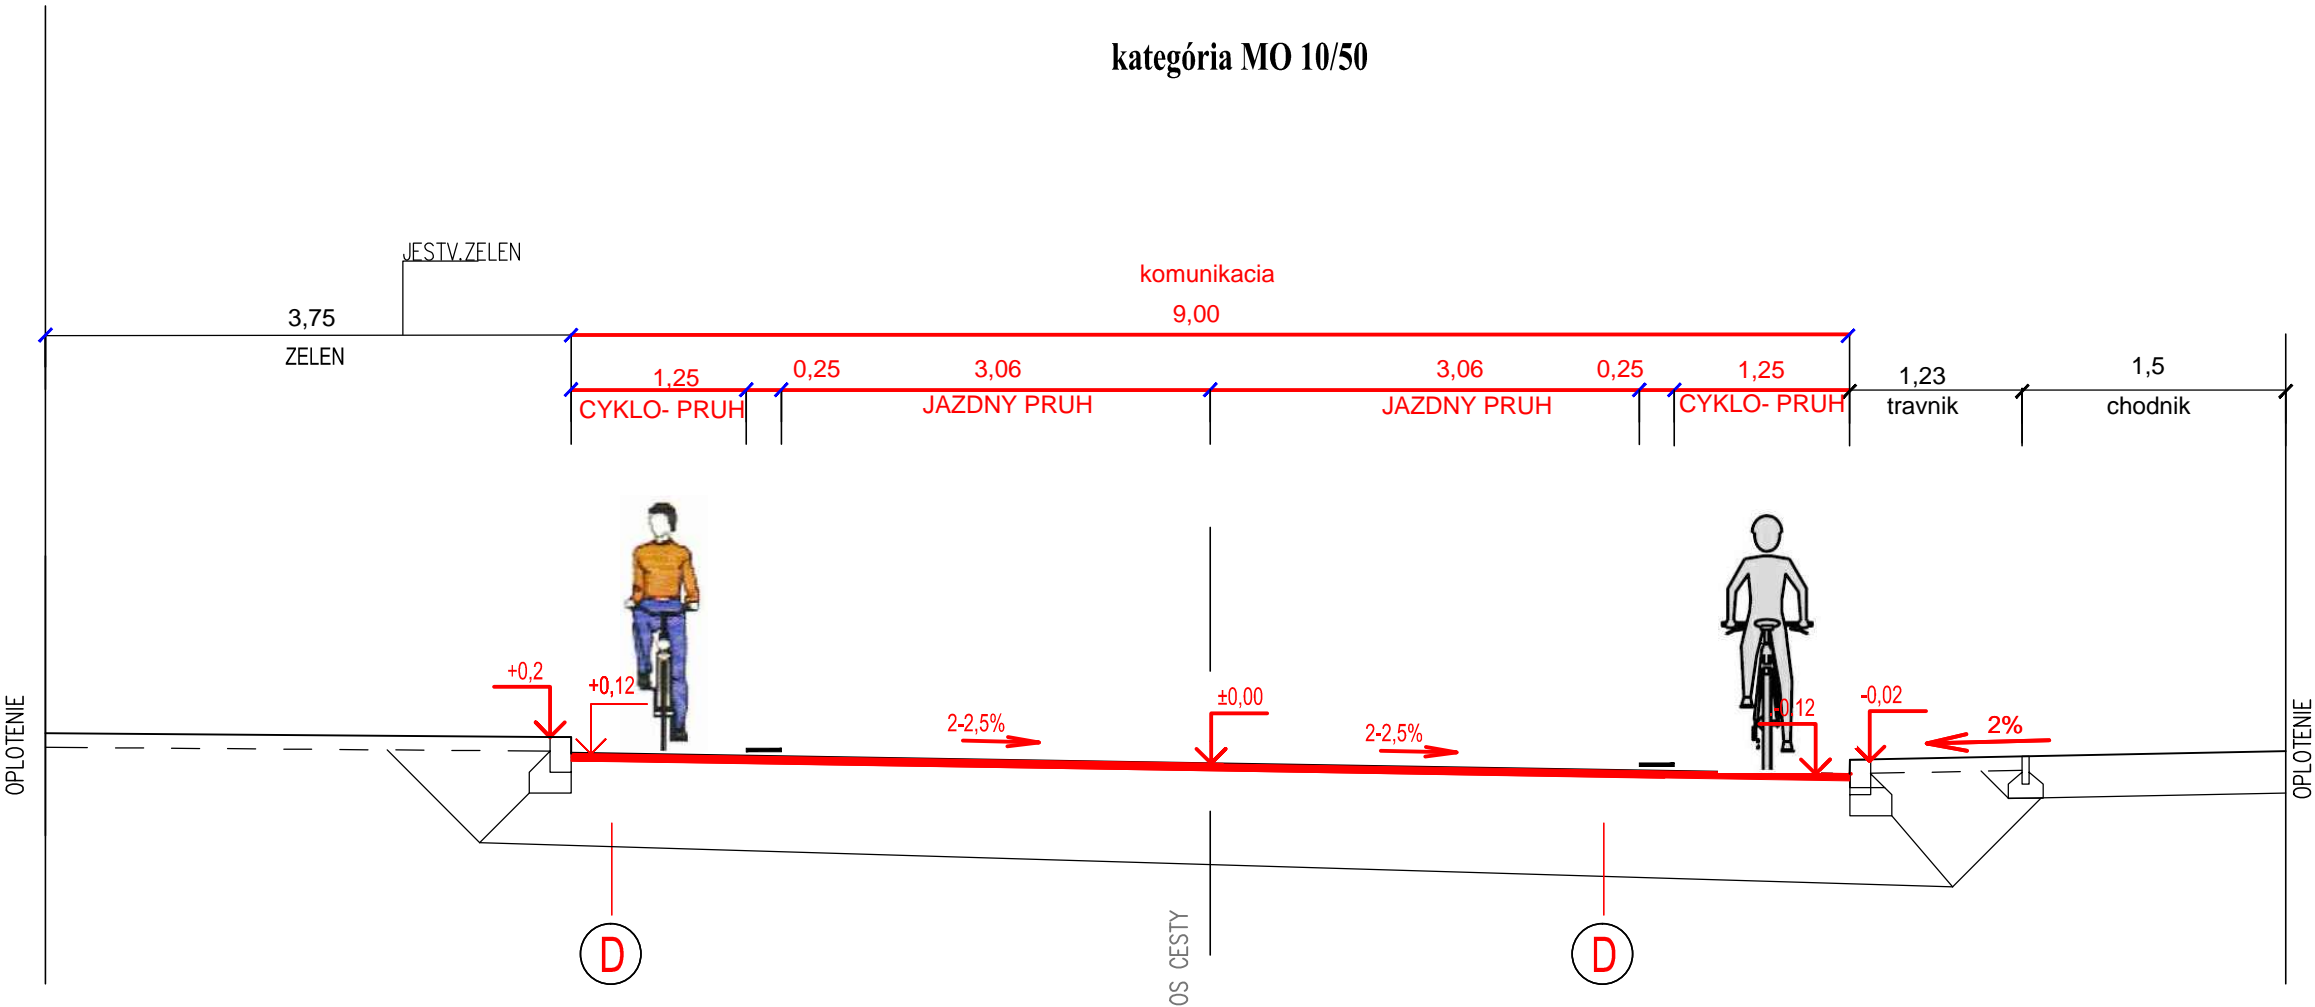 kategória MO 10/50
JESTV.ZELEN
komunikacia
3,75
9,00
ZELEN
1,25
0,25
3,06
3,06
0,25
1,25
1,23
1,5
CYKLO- PRUH
JAZDNY PRUH
JAZDNY PRUH
CYKLO- PRUH
travnik
chodnik
+0,2
+0,12
±0,00
-0,12
-0,02
2-2,5%
2-2,5%
2%
OPLOTENIE
OPLOTENIE
D
OS CESTY
D